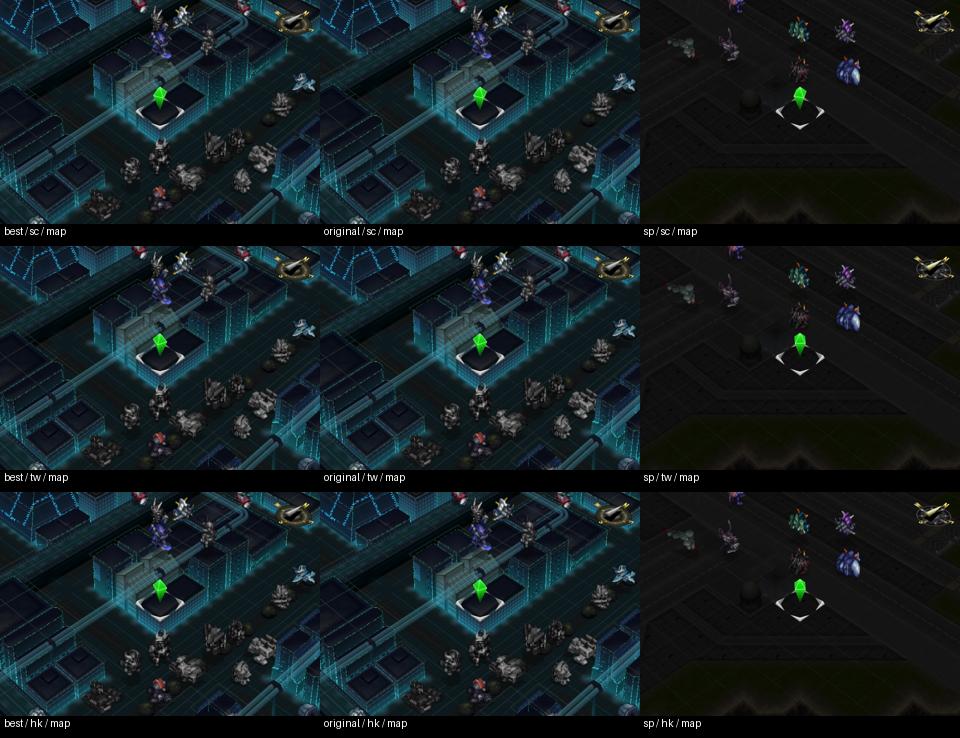 best/sc/map
original/sc/map
sp/sc/map
best/tw/map
original/tw/map
sp/tw/map
best/hk/map
original/hk/map
sp/hk/map